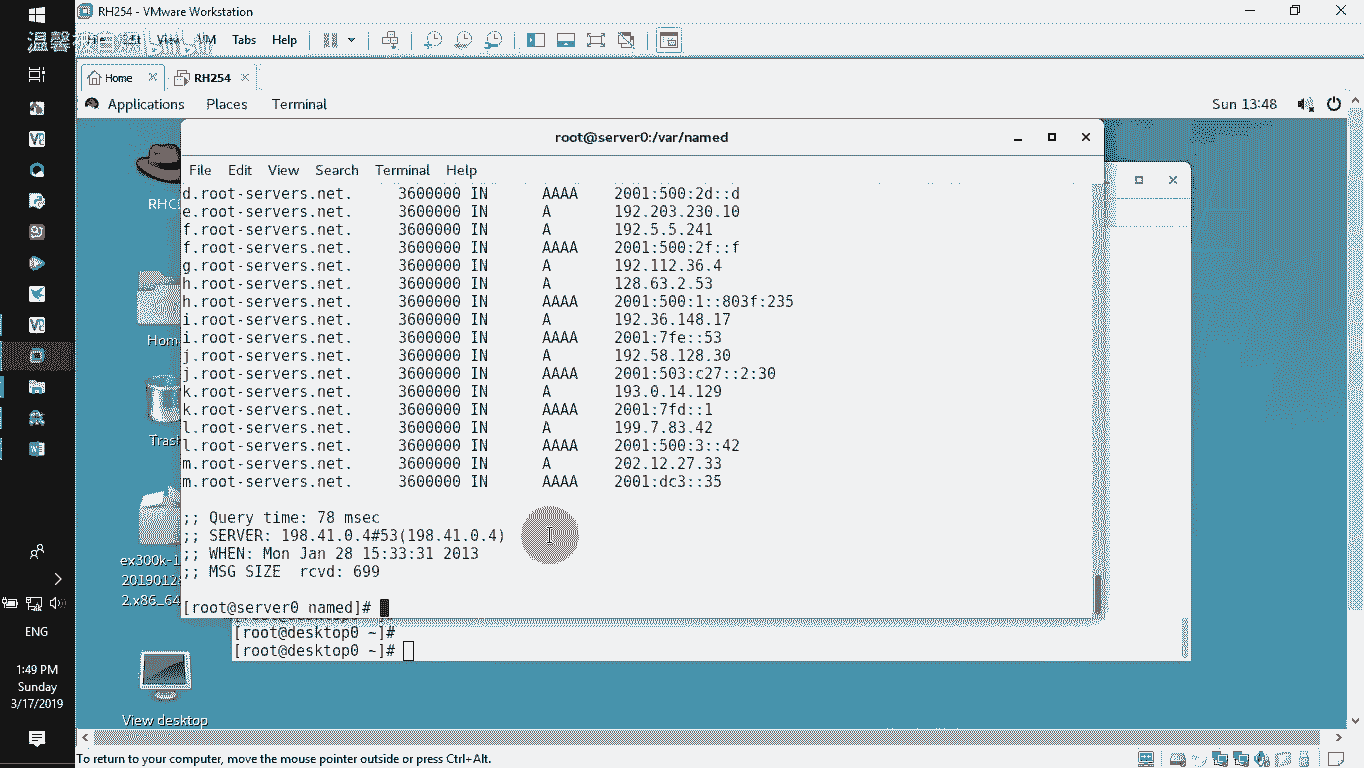 RH254 - VMware Workstation
View VM Tabs Help
Home
RH254
Applications Places Terminal
Sun 13:48
root@server0:/var/named
File Edit View Search Terminal Help
d.root-servers.net. 3600000 IN AAAA 2001:500:2d::d
e.root-servers.net. 3600000 IN A 192.203.230.10
f.root-servers.net. 3600000 IN A 192.5.5.241
f.root-servers.net. 3600000 IN AAAA 2001:500:2f::f
g.root-servers.net. 3600000 IN A 192.112.36.4
h.root-servers.net. 3600000 IN A 128.63.2.53
h.root-servers.net. 3600000 IN AAAA 2001:500:1::803f:235
i.root-servers.net. 3600000 IN A 192.36.148.17
i.root-servers.net. 3600000 IN AAAA 2001:7fe::53
j.root-servers.net. 3600000 IN A 192.58.128.30
j.root-servers.net. 3600000 IN AAAA 2001:503:c27::2:30
k.root-servers.net. 3600000 IN A 193.0.14.129
k.root-servers.net. 3600000 IN AAAA 2001:7fd::1
l.root-servers.net. 3600000 IN A 199.7.83.42
l.root-servers.net. 3600000 IN AAAA 2001:500:3::42
m.root-servers.net. 3600000 IN A 202.12.27.33
m.root-servers.net. 3600000 IN AAAA 2001:dc3::35
;; Query time: 78 msec
;; SERVER: 198.41.0.4#53(198.41.0.4)
;; WHEN: Mon Jan 28 15:33:31 2013
;; MSG SIZE rcvd: 699
[root@server0 named]#
[root@desktop0 ~]#
[root@desktop0 ~]#
RHC
Hom
Tras
ex300k-1
2019012
2.x86_64
View desktop
ENG
1:49 PM
Sunday
3/17/2019
To return to your computer, move the mouse pointer outside or press Ctrl+Alt.